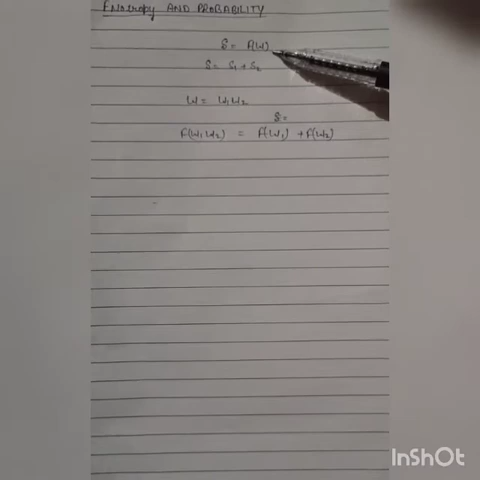 ENtropy AND PROBABILITY
S = f(W)
S = S₁ + S₂
W = W₁W₂
S =
f(W₁W₂) = f(W₁) + f(W₂)
InShOt